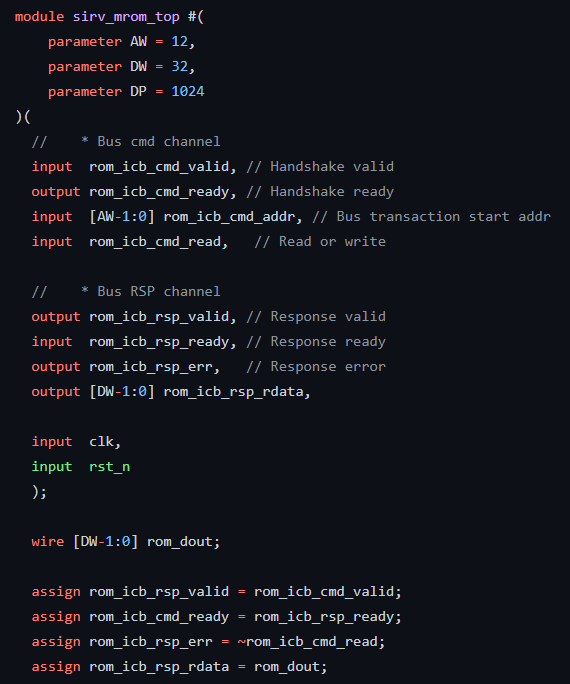 module sirv_mrom_top #(
    parameter AW = 12,
    parameter DW = 32,
    parameter DP = 1024
)(
  //    * Bus cmd channel
  input  rom_icb_cmd_valid, // Handshake valid
  output rom_icb_cmd_ready, // Handshake ready
  input  [AW-1:0] rom_icb_cmd_addr, // Bus transaction start addr
  input  rom_icb_cmd_read,   // Read or write

  //    * Bus RSP channel
  output rom_icb_rsp_valid, // Response valid
  input  rom_icb_rsp_ready, // Response ready
  output rom_icb_rsp_err,   // Response error
  output [DW-1:0] rom_icb_rsp_rdata,

  input  clk,
  input  rst_n
  );

  wire [DW-1:0] rom_dout;

  assign rom_icb_rsp_valid = rom_icb_cmd_valid;
  assign rom_icb_cmd_ready = rom_icb_rsp_ready;
  assign rom_icb_rsp_err = ~rom_icb_cmd_read;
  assign rom_icb_rsp_rdata = rom_dout;